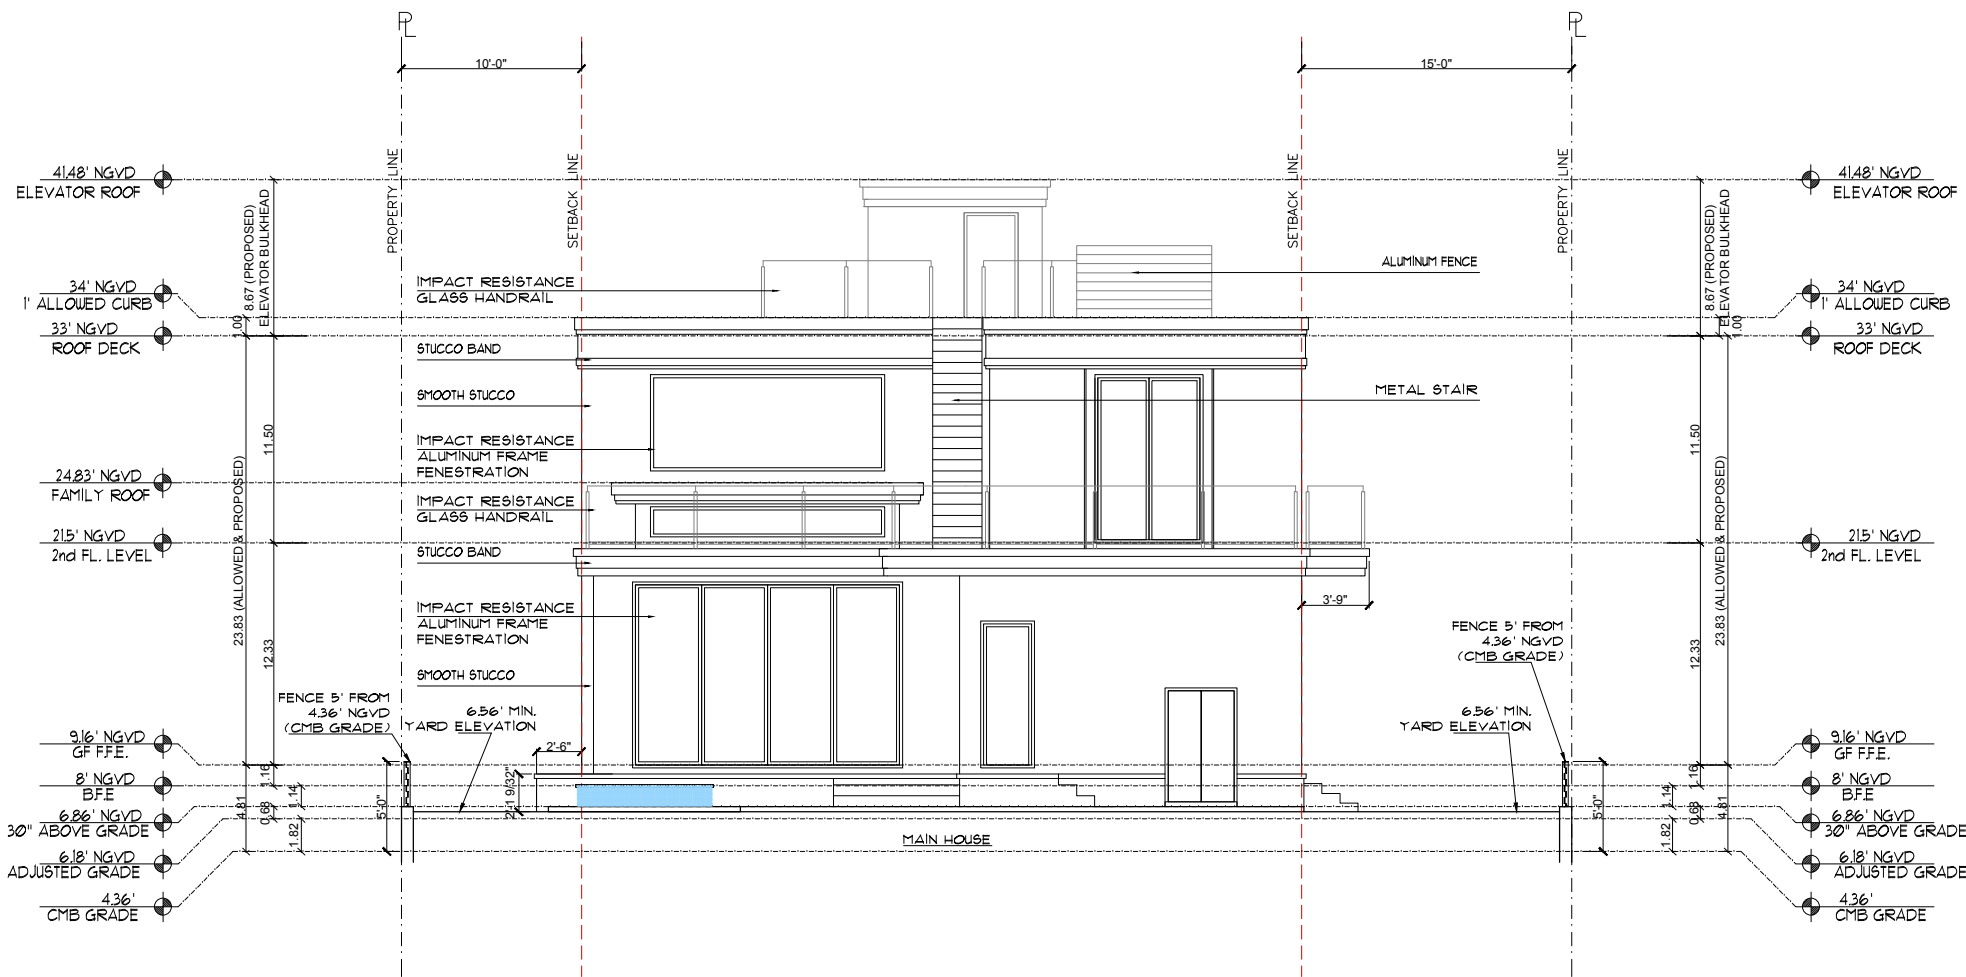 PL
PL
10'-0"
15'-0"
PROPERTY LINE
SETBACK LINE
SETBACK LINE
PROPERTY LINE
41.48' NGVD
ELEVATOR ROOF
34' NGVD
1' ALLOWED CURB
33' NGVD
ROOF DECK
24.83' NGVD
FAMILY ROOF
21.5' NGVD
2nd FL. LEVEL
9.16' NGVD
GF F.F.E.
8' NGVD
B.F.E
6.86' NGVD
30" ABOVE GRADE
6.18' NGVD
ADJUSTED GRADE
4.36'
CMB GRADE
8.67 (PROPOSED)
ELEVATOR BULKHEAD
1.00
11.50
23.83 (ALLOWED & PROPOSED)
12.33
1.16
1.14
4.81
0.68
1.82
5'-0"
IMPACT RESISTANCE
GLASS HANDRAIL
STUCCO BAND
SMOOTH STUCCO
IMPACT RESISTANCE
ALUMINUM FRAME
FENESTRATION
IMPACT RESISTANCE
GLASS HANDRAIL
STUCCO BAND
IMPACT RESISTANCE
ALUMINUM FRAME
FENESTRATION
SMOOTH STUCCO
FENCE 5' FROM
4.36' NGVD
(CMB GRADE)
6.56' MIN.
YARD ELEVATION
2'-6"
2'-1 9/32"
MAIN HOUSE
ALUMINUM FENCE
METAL STAIR
3'-9"
FENCE 5' FROM
4.36' NGVD
(CMB GRADE)
6.56' MIN.
YARD ELEVATION
5'-0"
8.67 (PROPOSED)
ELEVATOR BULKHEAD
1.00
11.50
23.83 (ALLOWED & PROPOSED)
12.33
1.16
1.14
0.68
4.81
1.82
41.48' NGVD
ELEVATOR ROOF
34' NGVD
1' ALLOWED CURB
33' NGVD
ROOF DECK
21.5' NGVD
2nd FL. LEVEL
9.16' NGVD
GF F.F.E.
8' NGVD
B.F.E
6.86' NGVD
30" ABOVE GRADE
6.18' NGVD
ADJUSTED GRADE
4.36'
CMB GRADE